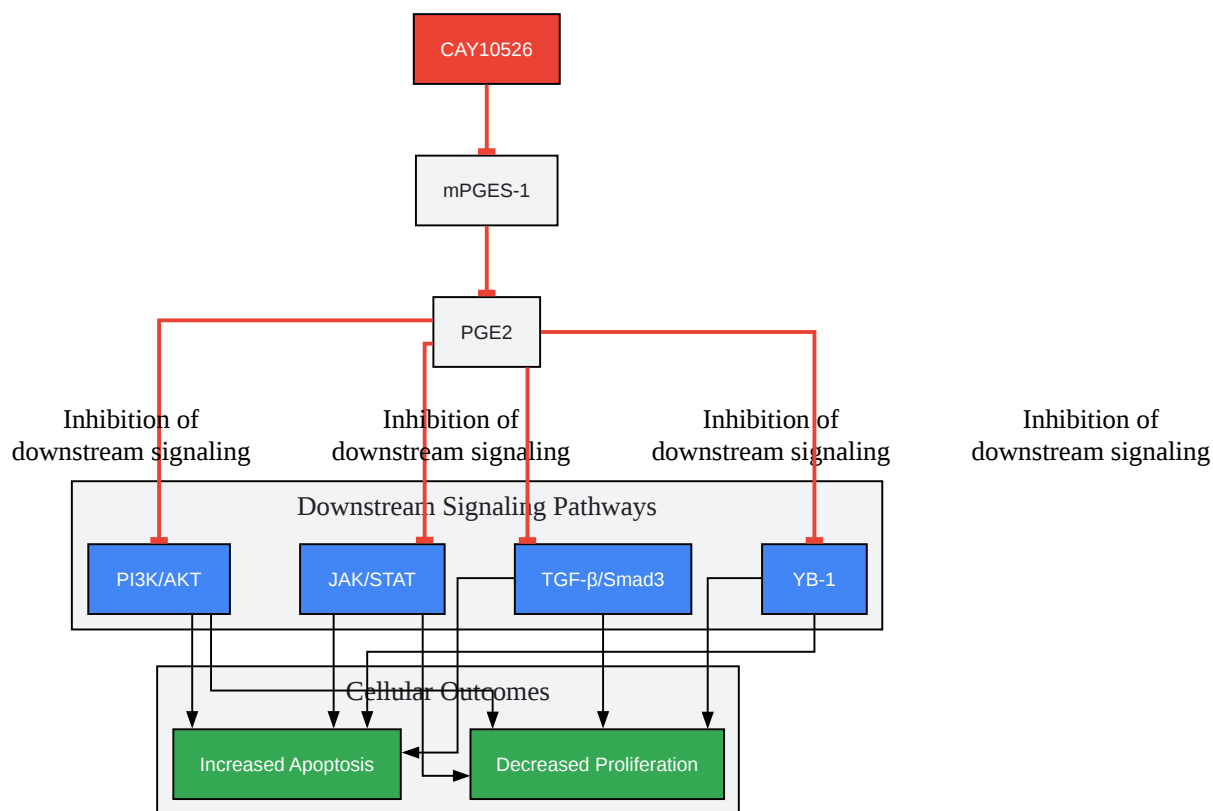 CAY10526
mPGES-1
PGE2
Inhibition of
downstream signaling
Inhibition of
downstream signaling
Inhibition of
downstream signaling
Inhibition of
downstream signaling
Downstream Signaling Pathways
PI3K/AKT
JAK/STAT
TGF-β/Smad3
YB-1
Cellular Outcomes
Increased Apoptosis
Decreased Proliferation